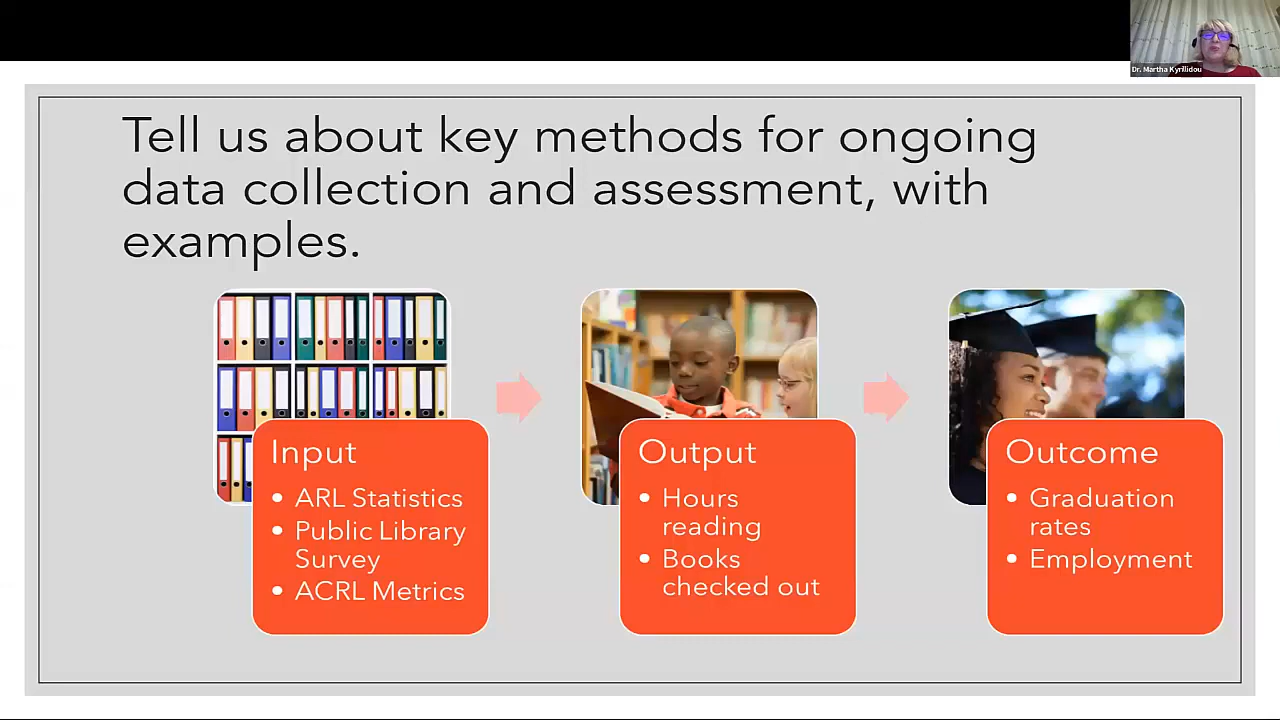 Dr. Martha Kyrillidou
Tell us about key methods for ongoing
data collection and assessment, with
examples.
Input
• ARL Statistics
• Public Library
Survey
• ACRL Metrics
Output
• Hours
reading
• Books
checked out
Outcome
• Graduation
rates
• Employment